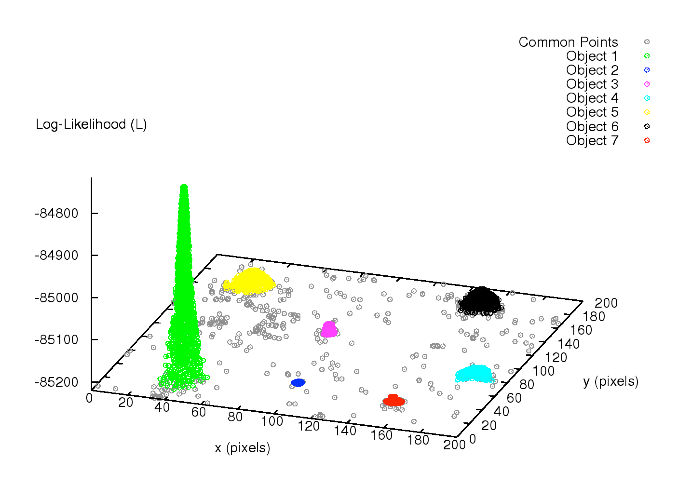 Common Points
Object 1
Object 2
Object 3
Object 4
Object 5
Object 6
Object 7
Log-Likelihood (L)
-84800
-84900
-85000
-85100
-85200
0
20
40
60
80
100
120
140
160
180
200
x (pixels)
0
20
40
60
80
100
120
140
160
180
200
y (pixels)